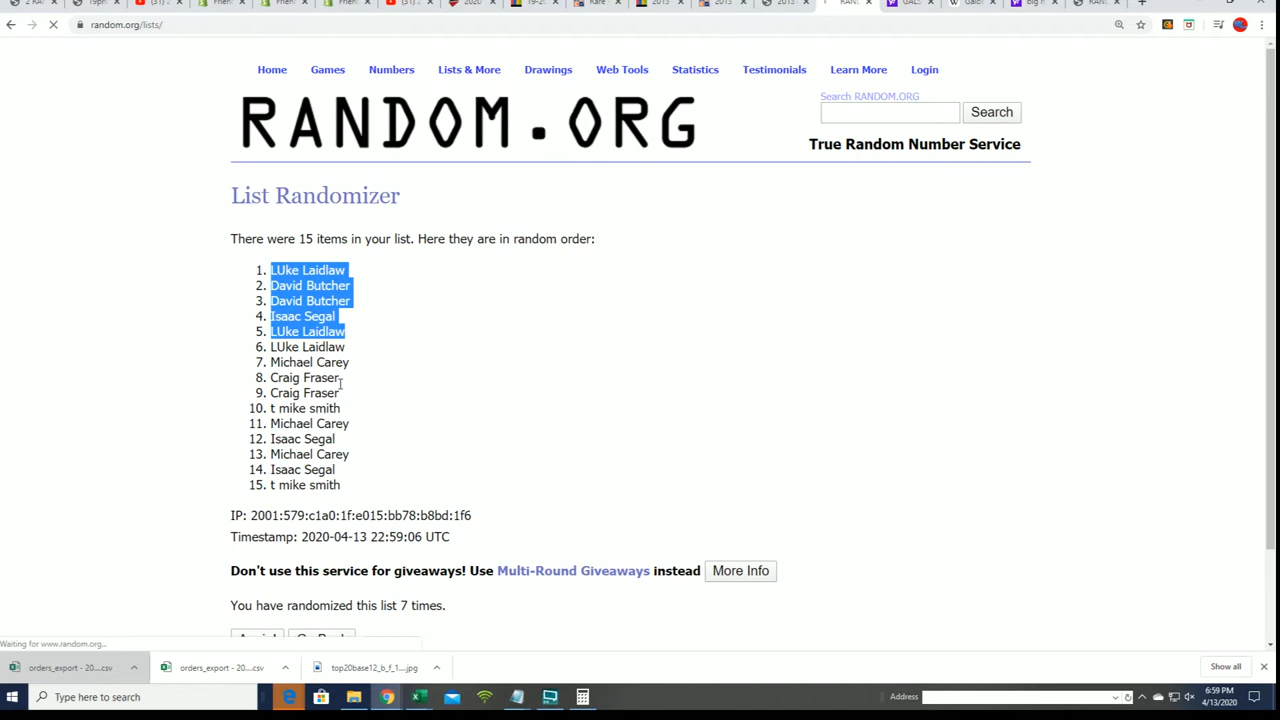 random.org/lists/
Home Games Numbers Lists & More Drawings Web Tools Statistics Testimonials Learn More Login
RANDOM.ORG
Search RANDOM.ORG
Search
True Random Number Service
List Randomizer
There were 15 items in your list. Here they are in random order:
1. LUke Laidlaw
2. David Butcher
3. David Butcher
4. Isaac Segal
5. LUke Laidlaw
6. LUke Laidlaw
7. Michael Carey
8. Craig Fraser
9. Craig Fraser
10. t mike smith
11. Michael Carey
12. Isaac Segal
13. Michael Carey
14. Isaac Segal
15. t mike smith
IP: 2001:579:c1a0:1f:e015:bb78:b8bd:1f6
Timestamp: 2020-04-13 22:59:06 UTC
Don't use this service for giveaways! Use Multi-Round Giveaways instead More Info
You have randomized this list 7 times.
Waiting for www.random.org...
orders_export - 20....csv orders_export - 20....csv top20base12_b_f_1....jpg Show all
Type here to search
Address
6:59 PM
4/13/2020